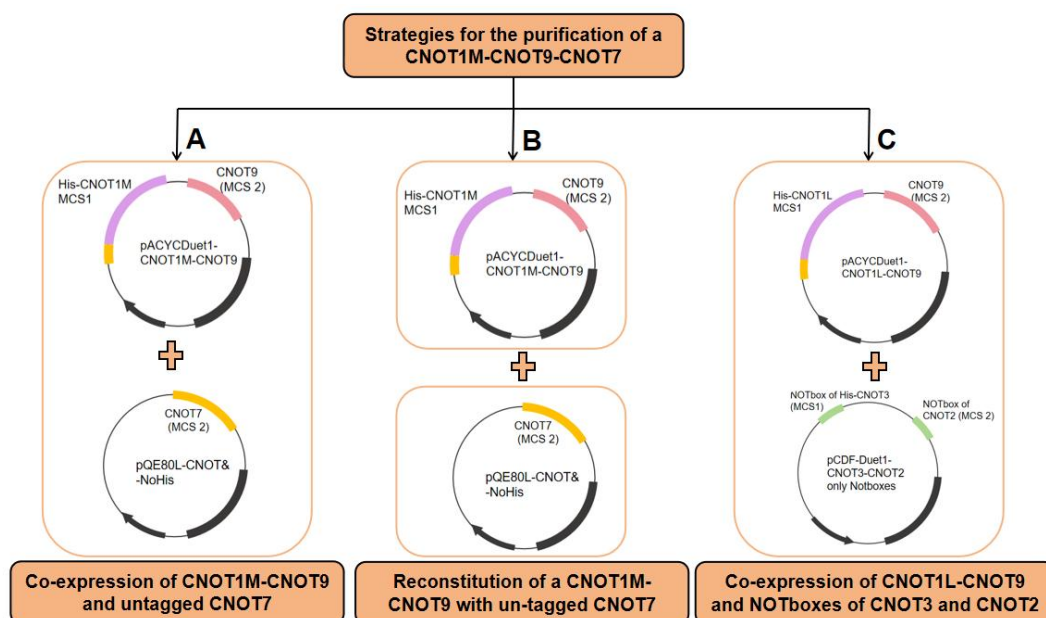 Strategies for the purification of a
CNOT1M-CNOT9-CNOT7
A
His-CNOT1M
MCS1
CNOT9
(MCS 2)
pACYCDuet1-
CNOT1M-CNOT9
CNOT7
(MCS 2)
pQE80L-CNOT&
-NoHis
Co-expression of CNOT1M-CNOT9
and untagged CNOT7
B
His-CNOT1M
MCS1
CNOT9
(MCS 2)
pACYCDuet1-
CNOT1M-CNOT9
CNOT7
(MCS 2)
pQE80L-CNOT&
-NoHis
Reconstitution of a CNOT1M-
CNOT9 with un-tagged CNOT7
C
His-CNOT1L
MCS1
CNOT9
(MCS 2)
pACYCDuet1-
CNOT1L-CNOT9
NOTbox of His-CNOT3
(MCS1)
NOTbox of
CNOT2 (MCS 2)
pCDF-Duet1-
CNOT3-CNOT2
only Notboxes
Co-expression of CNOT1L-CNOT9
and NOTboxes of CNOT3 and CNOT2